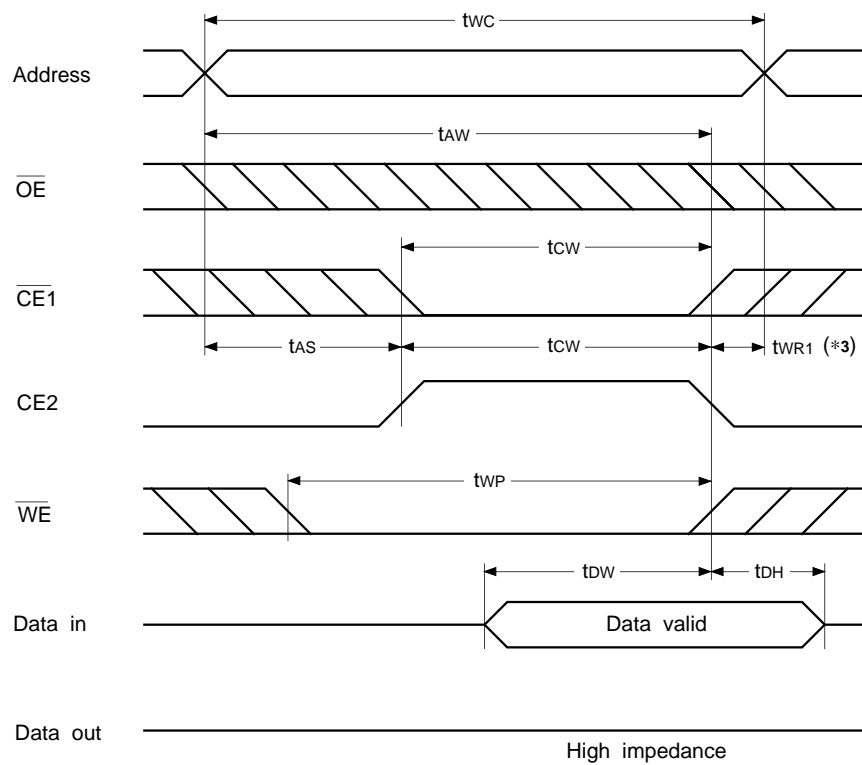 tWC
Address
tAW
OE
tCW
CE1
tAS tCW tWR1 (*3)
CE2
tWP
WE
tDW tDH
Data in Data valid
Data out
High impedance